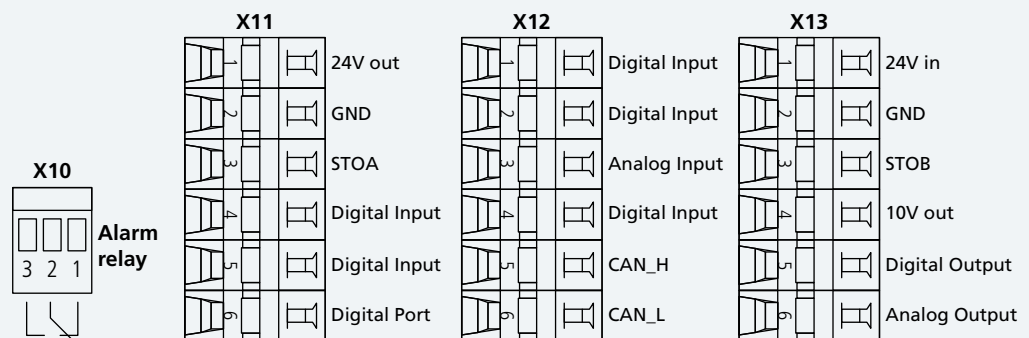 X11
1 24V out
2 GND
3 STOA
4 Digital Input
5 Digital Input
6 Digital Port
X12
1 Digital Input
2 Digital Input
3 Analog Input
4 Digital Input
5 CAN_H
6 CAN_L
X13
1 24V in
2 GND
3 STOB
4 10V out
5 Digital Output
6 Analog Output
X10
3 2 1
Alarm
relay